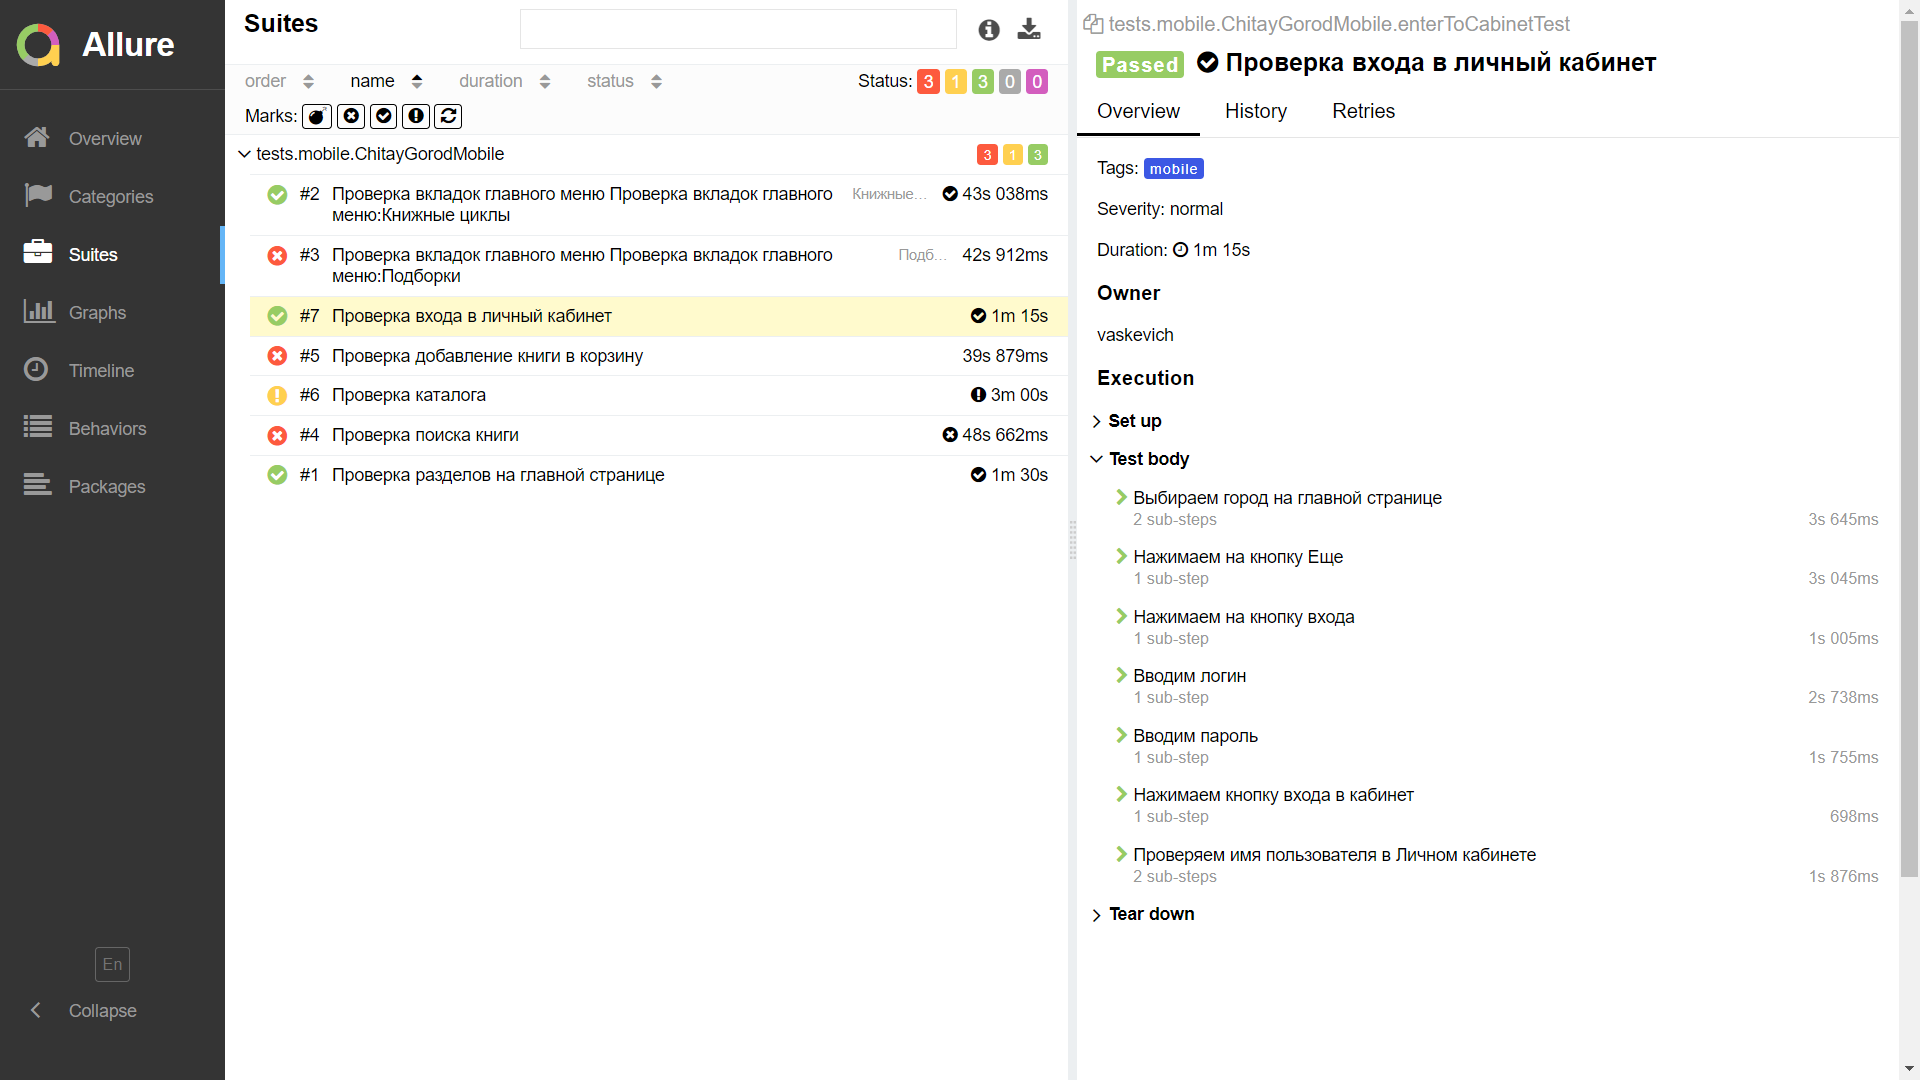 Allure
Overview
Categories
Suites
Graphs
Timeline
Behaviors
Packages
En
Collapse
Suites
order name duration status Status: 3 1 3 0 0
Marks:
tests.mobile.ChitayGorodMobile 3 1 3
#2 Проверка вкладок главного меню Проверка вкладок главного Книжные… 43s 038ms
меню:Книжные циклы
#3 Проверка вкладок главного меню Проверка вкладок главного Подб… 42s 912ms
меню:Подборки
#7 Проверка входа в личный кабинет 1m 15s
#5 Проверка добавление книги в корзину 39s 879ms
#6 Проверка каталога 3m 00s
#4 Проверка поиска книги 48s 662ms
#1 Проверка разделов на главной странице 1m 30s
tests.mobile.ChitayGorodMobile.enterToCabinetTest
Passed Проверка входа в личный кабинет
Overview History Retries
Tags: mobile
Severity: normal
Duration: 1m 15s
Owner
vaskevich
Execution
Set up
Test body
Выбираем город на главной странице
2 sub-steps 3s 645ms
Нажимаем на кнопку Еще
1 sub-step 3s 045ms
Нажимаем на кнопку входа
1 sub-step 1s 005ms
Вводим логин
1 sub-step 2s 738ms
Вводим пароль
1 sub-step 1s 755ms
Нажимаем кнопку входа в кабинет
1 sub-step 698ms
Проверяем имя пользователя в Личном кабинете
2 sub-steps 1s 876ms
Tear down